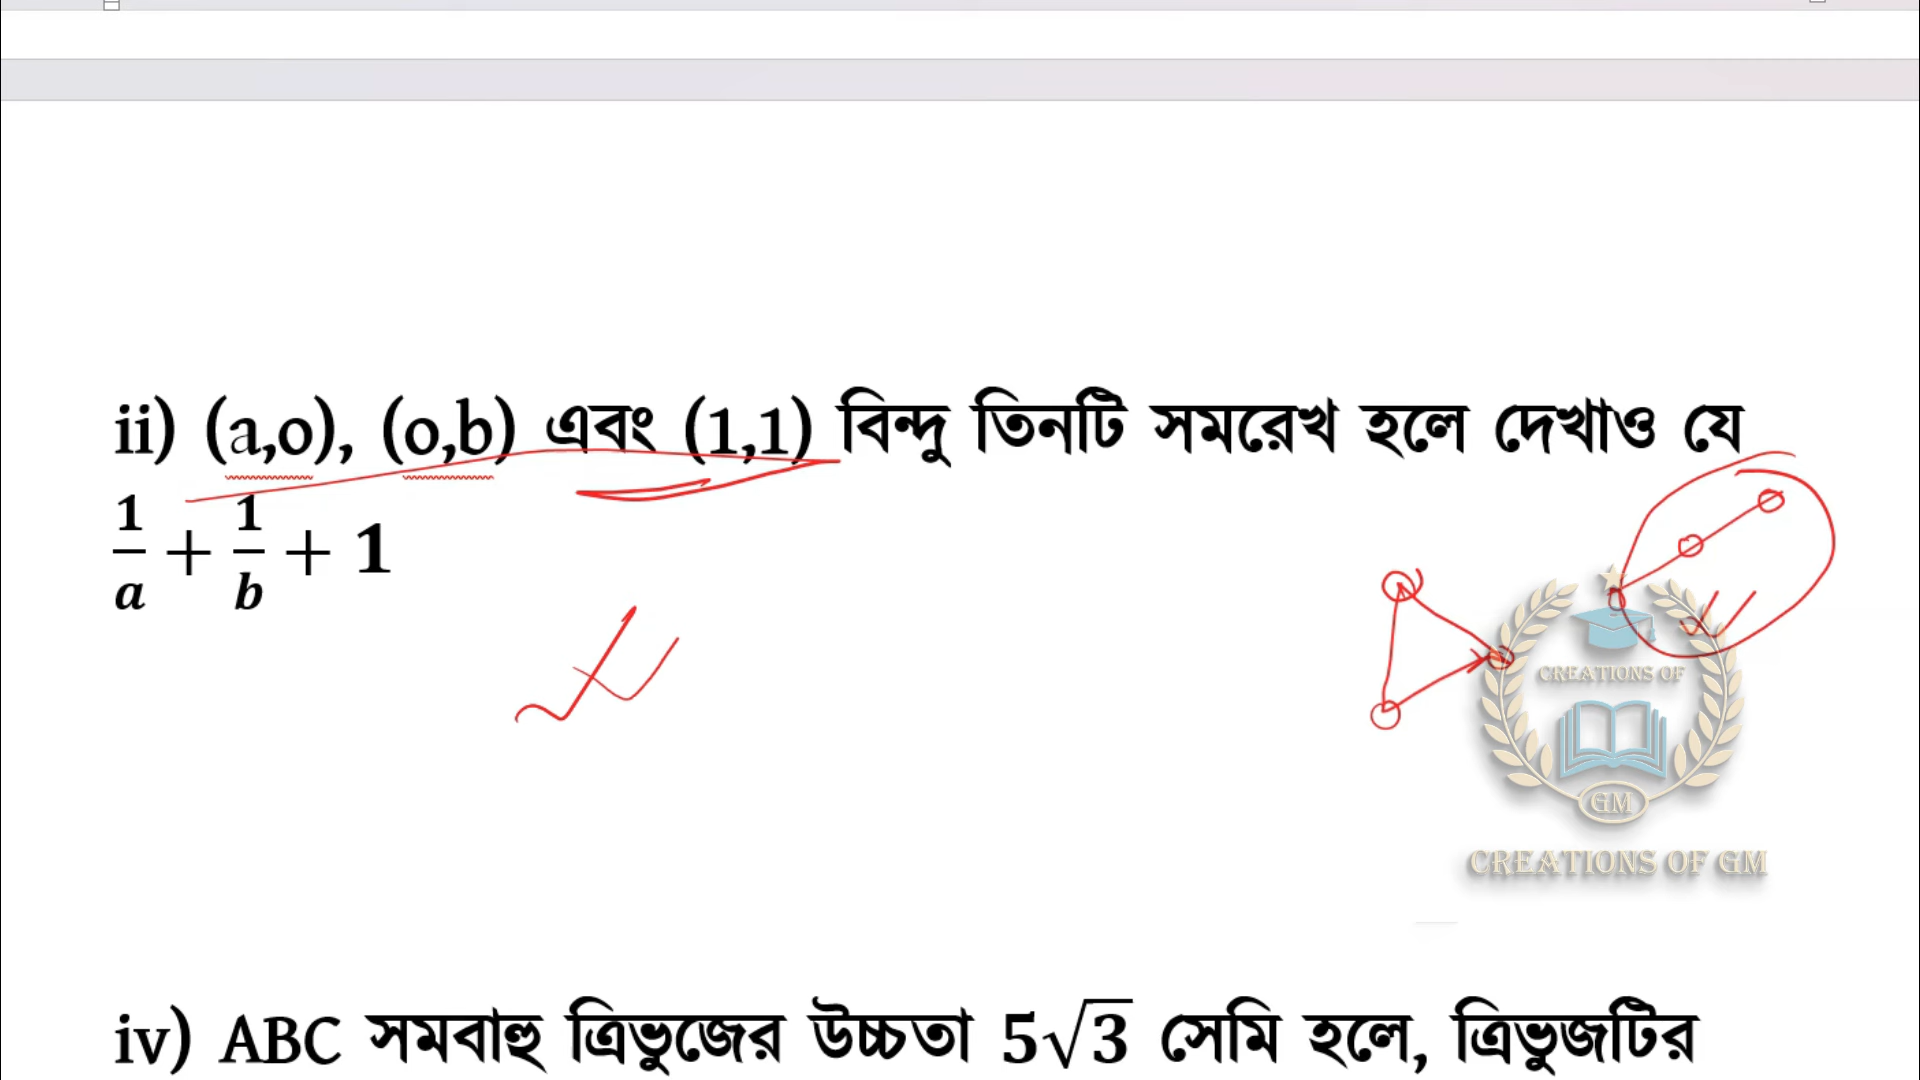 ii) (a,o), (o,b) এবং (1,1) বিন্দু তিনটি সমরেখ হলে দেখাও যে
1/a + 1/b + 1
CREATIONS OF
GM
CREATIONS OF GM
iv) ABC সমবাহু ত্রিভুজের উচ্চতা 5√3 সেমি হলে, ত্রিভুজটির